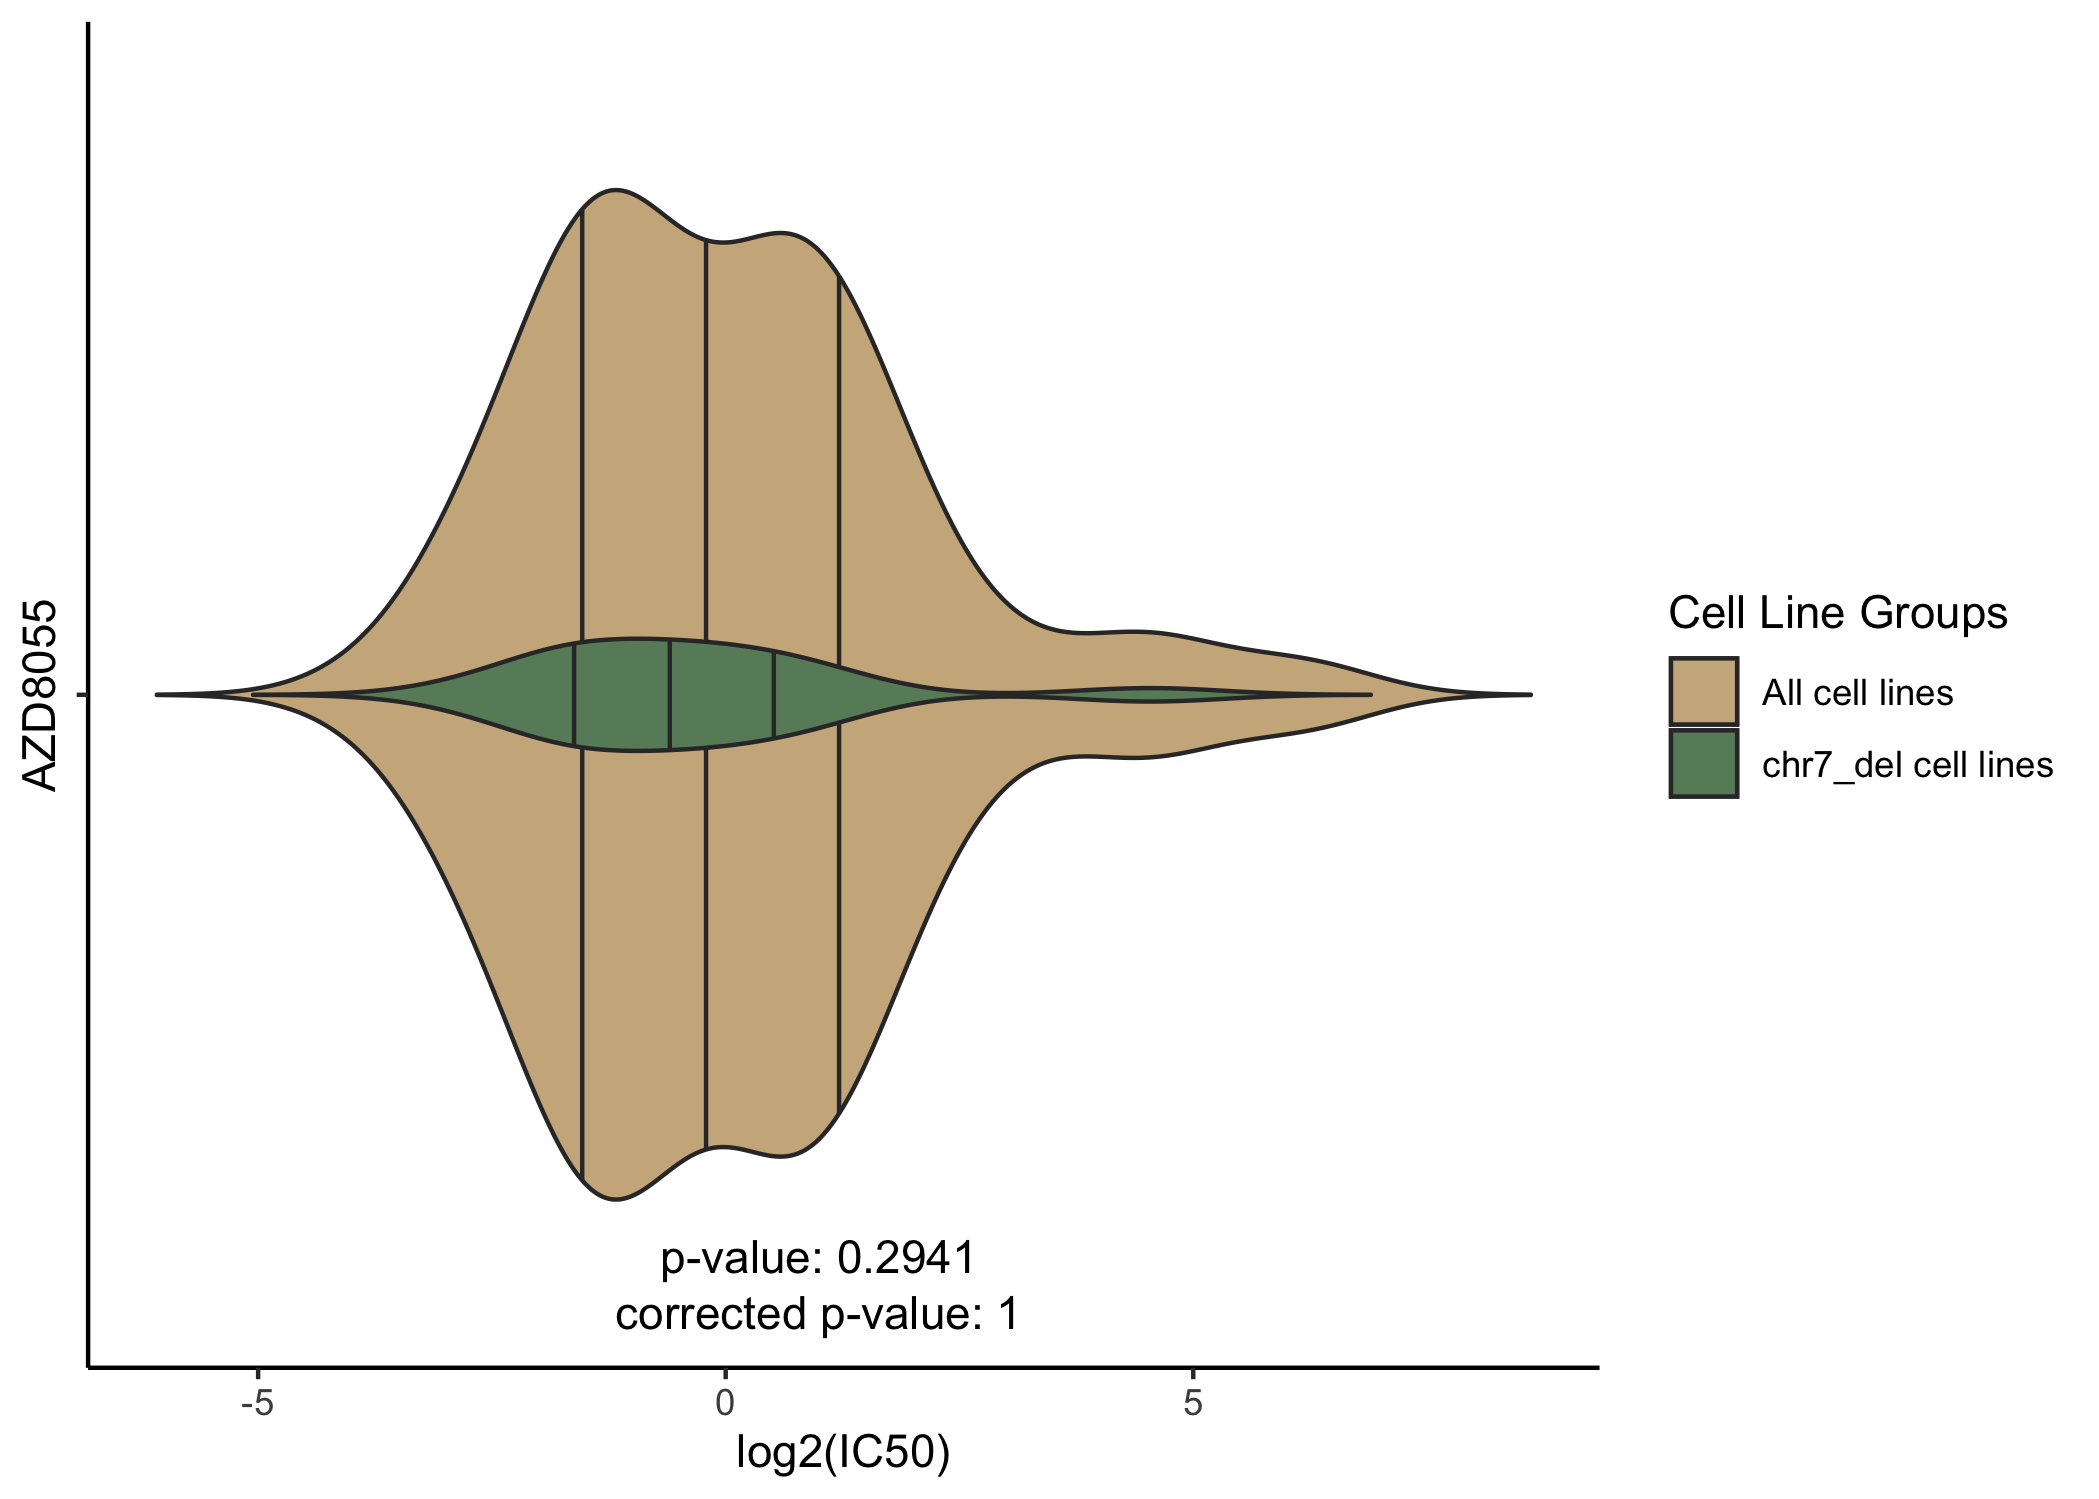 AZD8055
p-value: 0.2941
corrected p-value: 1
-5 0 5
log2(IC50)
Cell Line Groups
All cell lines
chr7_del cell lines